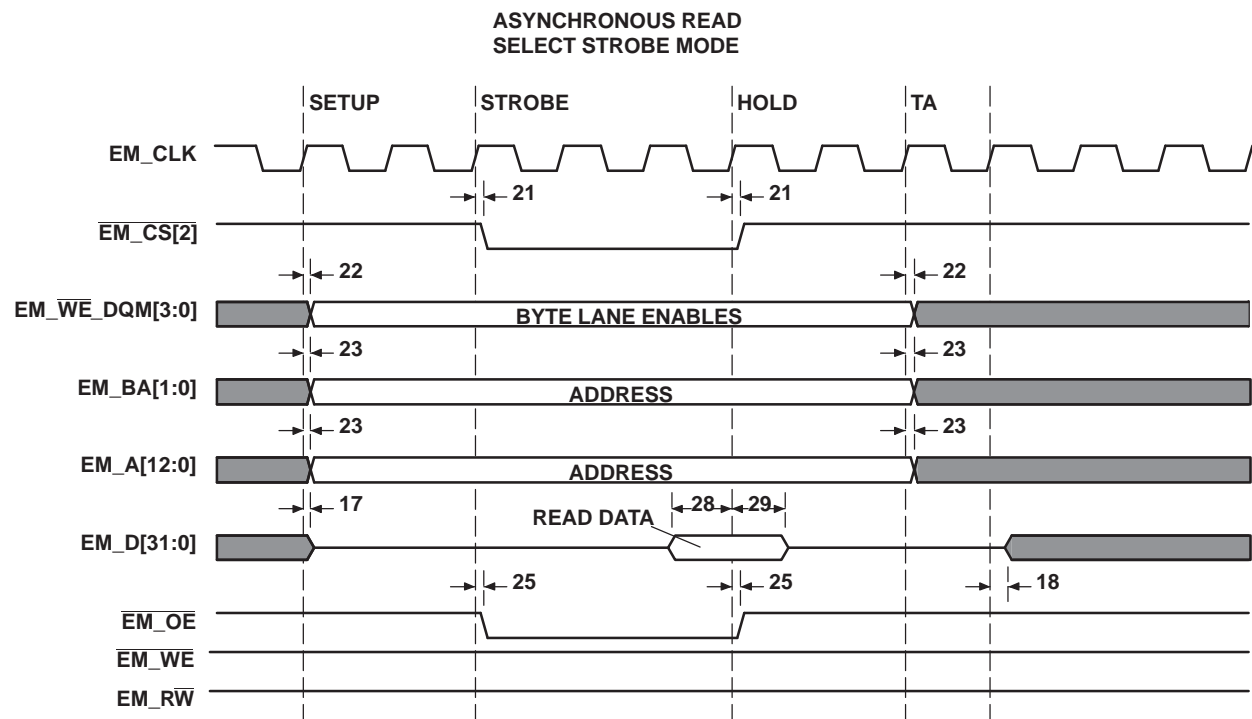 ASYNCHRONOUS READ
SELECT STROBE MODE
SETUP STROBE HOLD TA
EM_CLK
21 21
EM_CS[2]
22 22
EM_WE_DQM[3:0] BYTE LANE ENABLES
23 23
EM_BA[1:0] ADDRESS
23 23
EM_A[12:0] ADDRESS
17 28 29
READ DATA
EM_D[31:0]
25 25 18
EM_OE
EM_WE
EM_RW